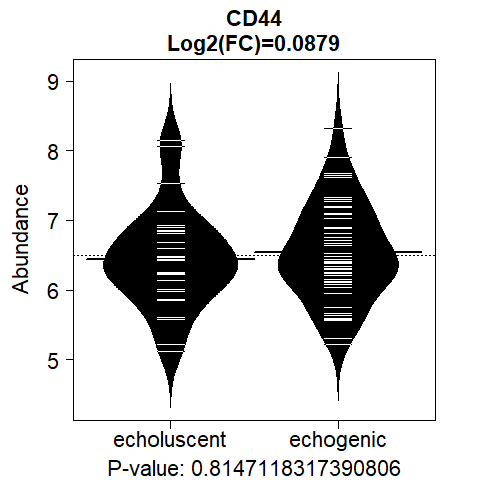 CD44
Log2(FC)=0.0879
Abundance
9
8
7
6
5
echoluscent echogenic
P-value: 0.8147118317390806